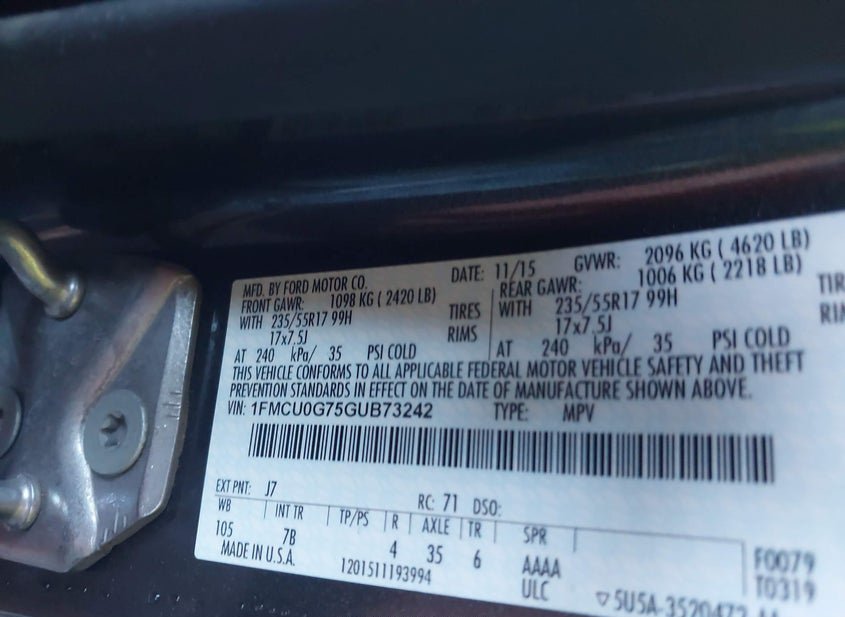 MFD. BY FORD MOTOR CO. DATE: 11/15 GVWR: 2096 KG ( 4620 LB)
FRONT GAWR: 1098 KG ( 2420 LB) REAR GAWR: 1006 KG ( 2218 LB)
WITH 235/55R17 99H TIRES WITH 235/55R17 99H TIR
17x7.5J RIMS 17x7.5J RI
AT 240 kPa/ 35 PSI COLD AT 240 kPa/ 35 PSI COLD
THIS VEHICLE CONFORMS TO ALL APPLICABLE FEDERAL MOTOR VEHICLE SAFETY AND THEFT
PREVENTION STANDARDS IN EFFECT ON THE DATE OF MANUFACTURE SHOWN ABOVE.
VIN: 1FMCU0G75GUB73242 TYPE: MPV
EXT PNT: J7 RC: 71 DSO:
WB INT TR TP/PS R AXLE TR SPR
105 7B 4 35 6 AAAA F0079
MADE IN U.S.A. 1201511193994 ULC T0319
5U5A-3520472